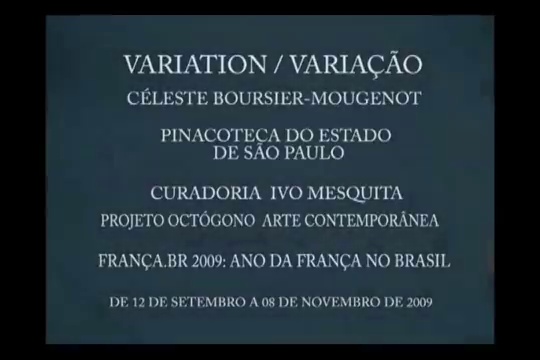 VARIATION / VARIAÇÃO
CÉLESTE BOURSIER-MOUGENOT
PINACOTECA DO ESTADO
DE SÃO PAULO
CURADORIA IVO MESQUITA
PROJETO OCTÓGONO ARTE CONTEMPORÂNEA
FRANÇA.BR 2009: ANO DA FRANÇA NO BRASIL
DE 12 DE SETEMBRO A 08 DE NOVEMBRO DE 2009